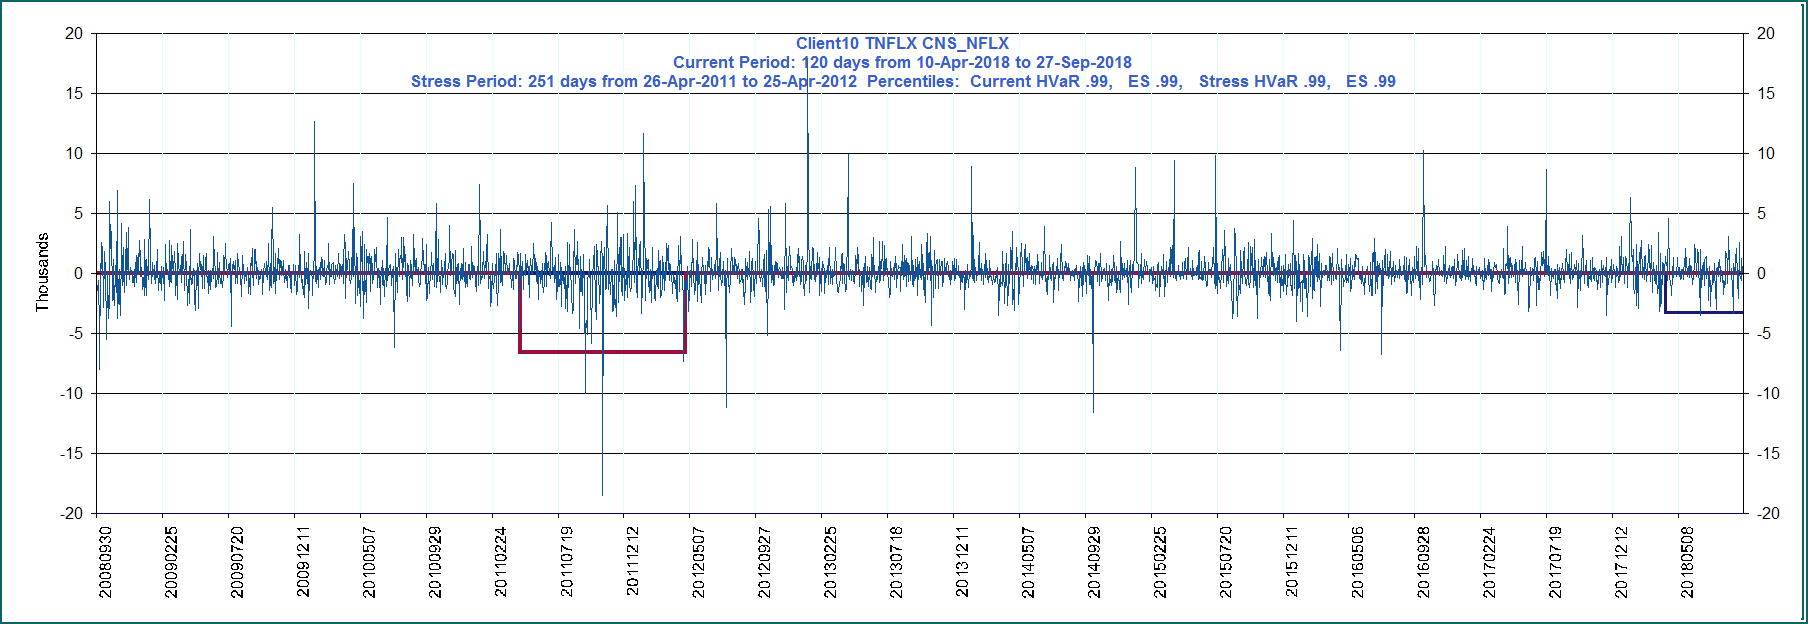 Client10 TNFLX CNS_NFLX
Current Period: 120 days from 10-Apr-2018 to 27-Sep-2018
Stress Period: 251 days from 26-Apr-2011 to 25-Apr-2012  Percentiles:  Current HVaR .99,   ES .99,   Stress HVaR .99,   ES .99
20 20
15 15
10 10
5 5
0 0
-5 -5
-10 -10
-15 -15
-20 -20
Thousands
20080930 20090225 20090720 20091211 20100507 20100929 20110224 20110719 20111212 20120507 20120927 20130225 20130718 20131211 20140507 20140929 20150225 20150720 20151211 20160506 20160928 20170224 20170719 20171212 20180508